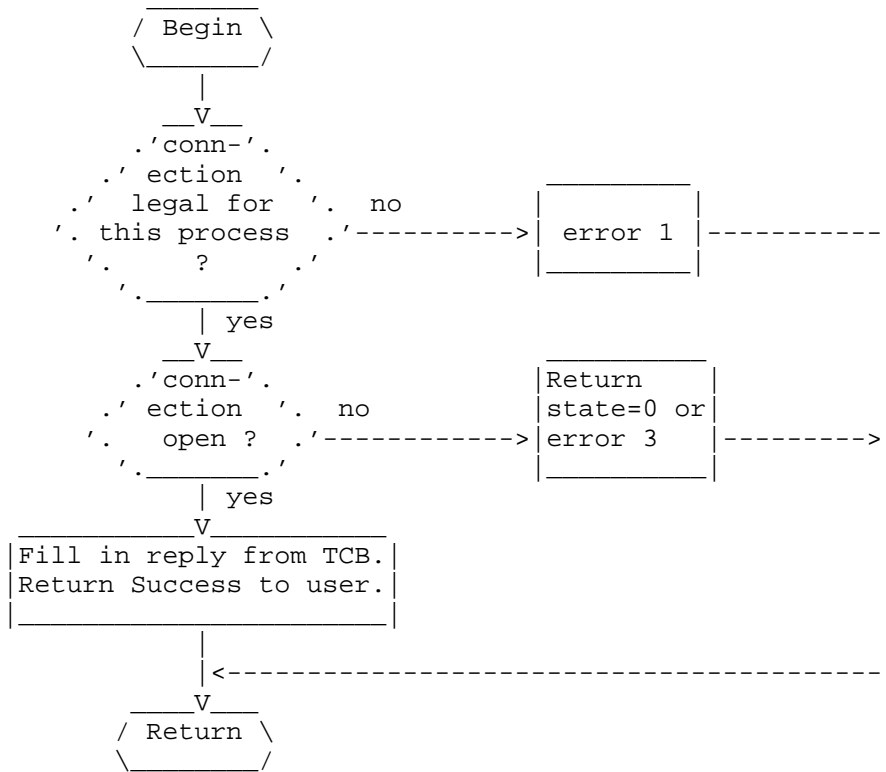 Begin
V
conn-
ection
legal for
this process
?
no
error 1
yes
V
conn-
ection
open ?
no
Return
state=0 or
error 3
yes
V
Fill in reply from TCB.
Return Success to user.
V
Return